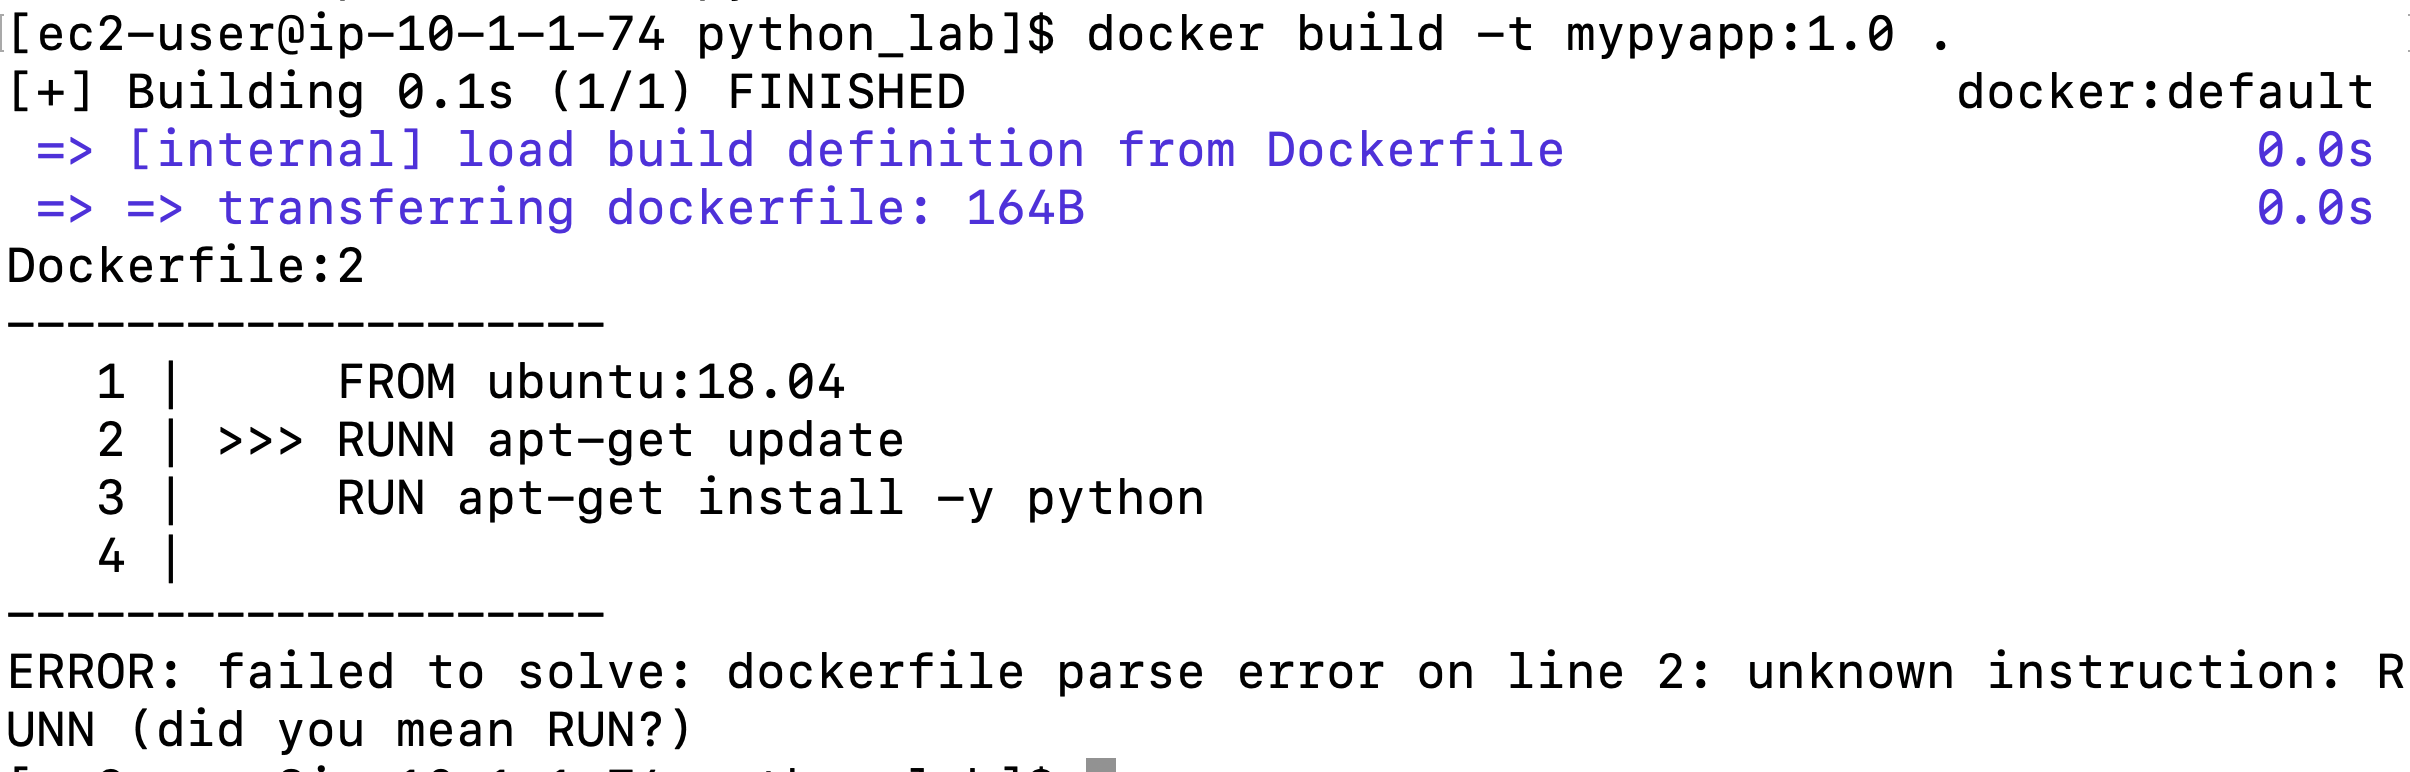 [ec2-user@ip-10-1-1-74 python_lab]$ docker build -t mypyapp:1.0 .
[+] Building 0.1s (1/1) FINISHED docker:default
=> [internal] load build definition from Dockerfile 0.0s
=> => transferring dockerfile: 164B 0.0s
Dockerfile:2
--------------------
1 | FROM ubuntu:18.04
2 | >>> RUNN apt-get update
3 | RUN apt-get install -y python
4 |
--------------------
ERROR: failed to solve: dockerfile parse error on line 2: unknown instruction: R
UNN (did you mean RUN?)